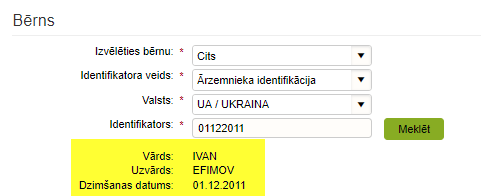 Bērns
Izvēlēties bērnu: * Cits
Identifikatora veids: * Ārzemnieka identifikācija
Valsts: * UA / UKRAINA
Identifikators: * 01122011 Meklēt
Vārds: IVAN
Uzvārds: EFIMOV
Dzimšanas datums: 01.12.2011